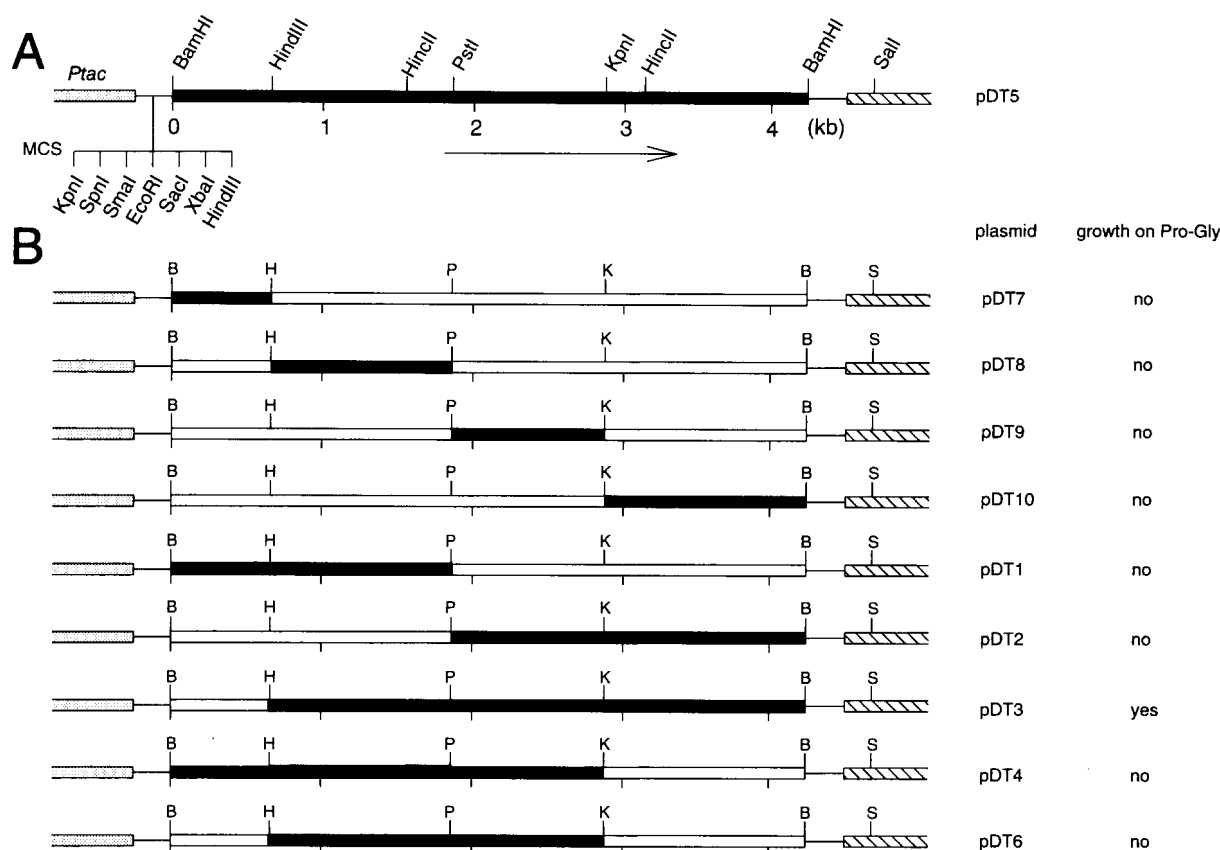 A
Ptac
BamHI
HindIII
HincII
PstI
KpnI
HincII
BamHI
SalI
pDT5
0 1 2 3 4 (kb)
MCS
KpnI
SpnI
SmaI
EcoRI
SacI
XbaI
HindIII
B
plasmid growth on Pro-Gly
B H P K B S
pDT7 no
B H P K B S
pDT8 no
B H P K B S
pDT9 no
B H P K B S
pDT10 no
B H P K B S
pDT1 no
B H P K B S
pDT2 no
B H P K B S
pDT3 yes
B H P K B S
pDT4 no
B H P K B S
pDT6 no